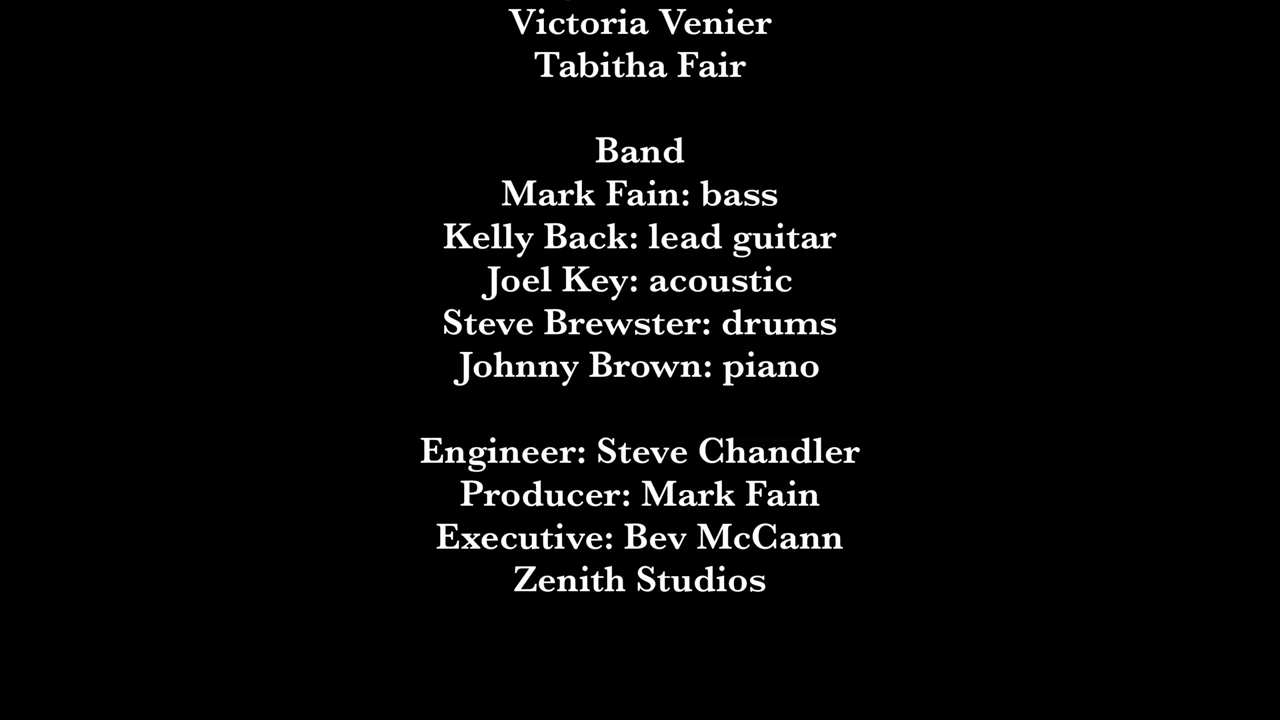 Victoria Venier
Tabitha Fair
Band
Mark Fain: bass
Kelly Back: lead guitar
Joel Key: acoustic
Steve Brewster: drums
Johnny Brown: piano
Engineer: Steve Chandler
Producer: Mark Fain
Executive: Bev McCann
Zenith Studios